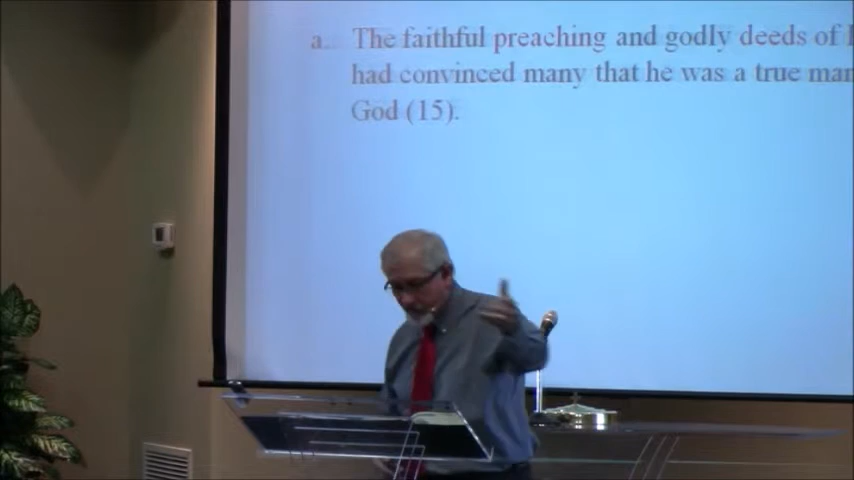 a. The faithful preaching and godly deeds of
had convinced many that he was a true man
God (15).